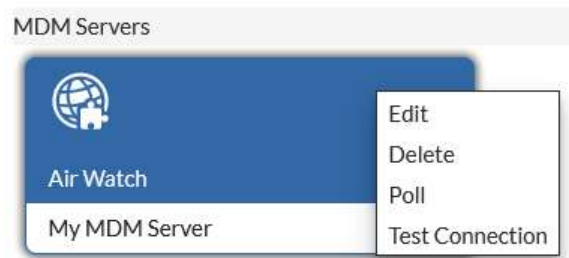 MDM Servers
Air Watch
My MDM Server
Edit
Delete
Poll
Test Connection